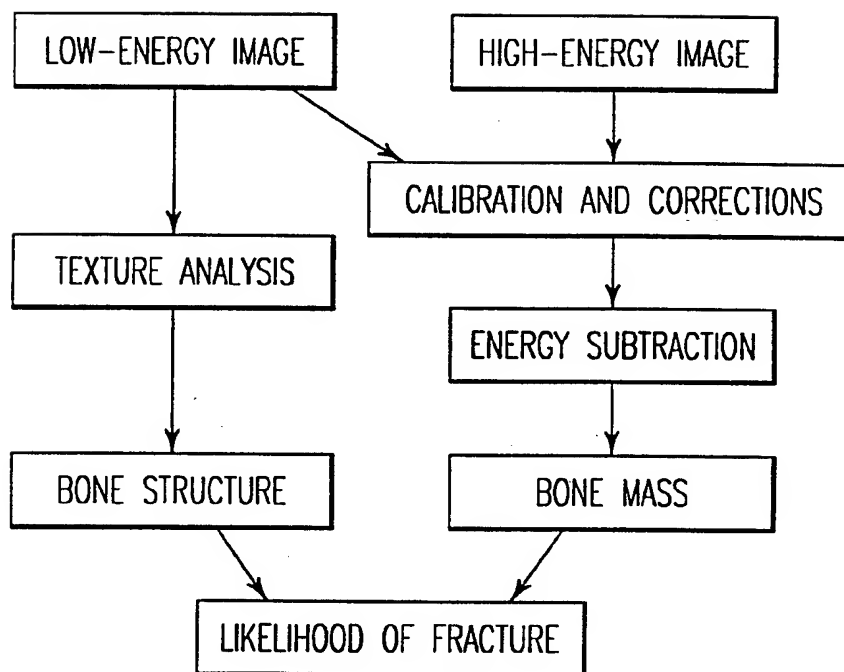 LOW-ENERGY IMAGE
HIGH-ENERGY IMAGE
CALIBRATION AND CORRECTIONS
TEXTURE ANALYSIS
ENERGY SUBTRACTION
BONE STRUCTURE
BONE MASS
LIKELIHOOD OF FRACTURE